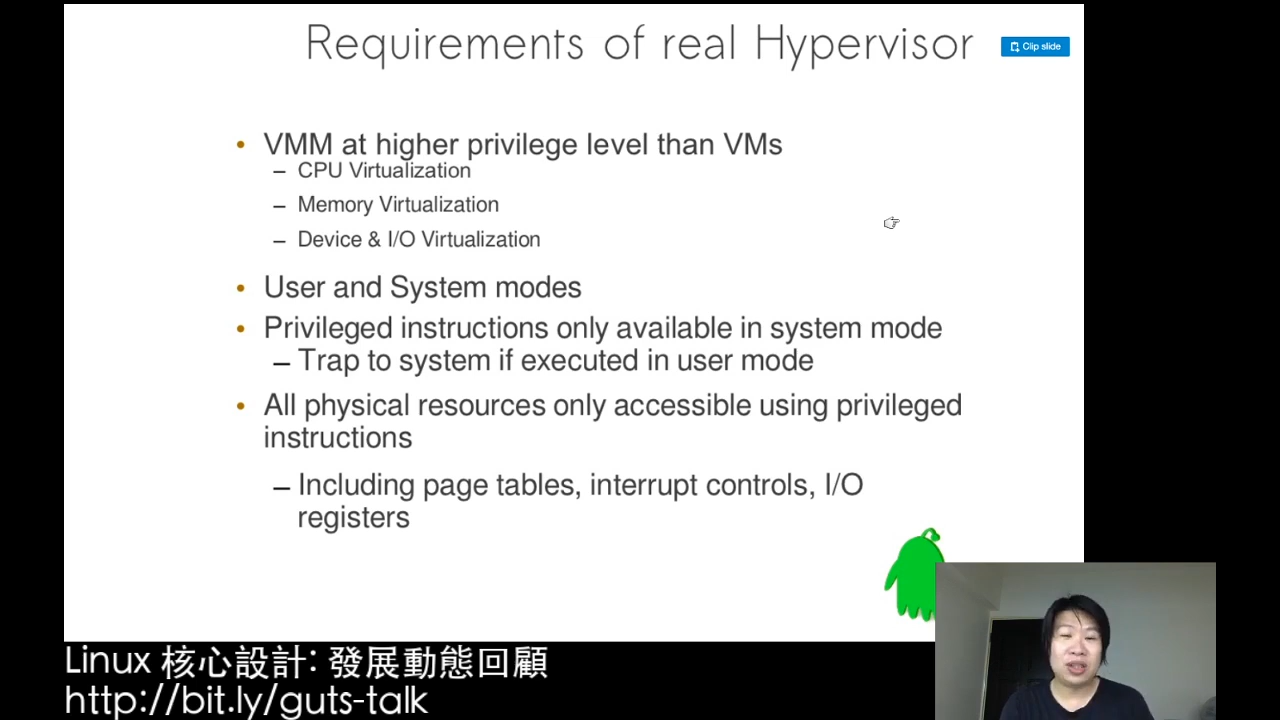 Requirements of real Hypervisor
Clip slide
• VMM at higher privilege level than VMs
– CPU Virtualization
– Memory Virtualization
– Device & I/O Virtualization
• User and System modes
• Privileged instructions only available in system mode
– Trap to system if executed in user mode
• All physical resources only accessible using privileged
instructions
– Including page tables, interrupt controls, I/O
registers
Linux 核心設計: 發展動態回顧
http://bit.ly/guts-talk